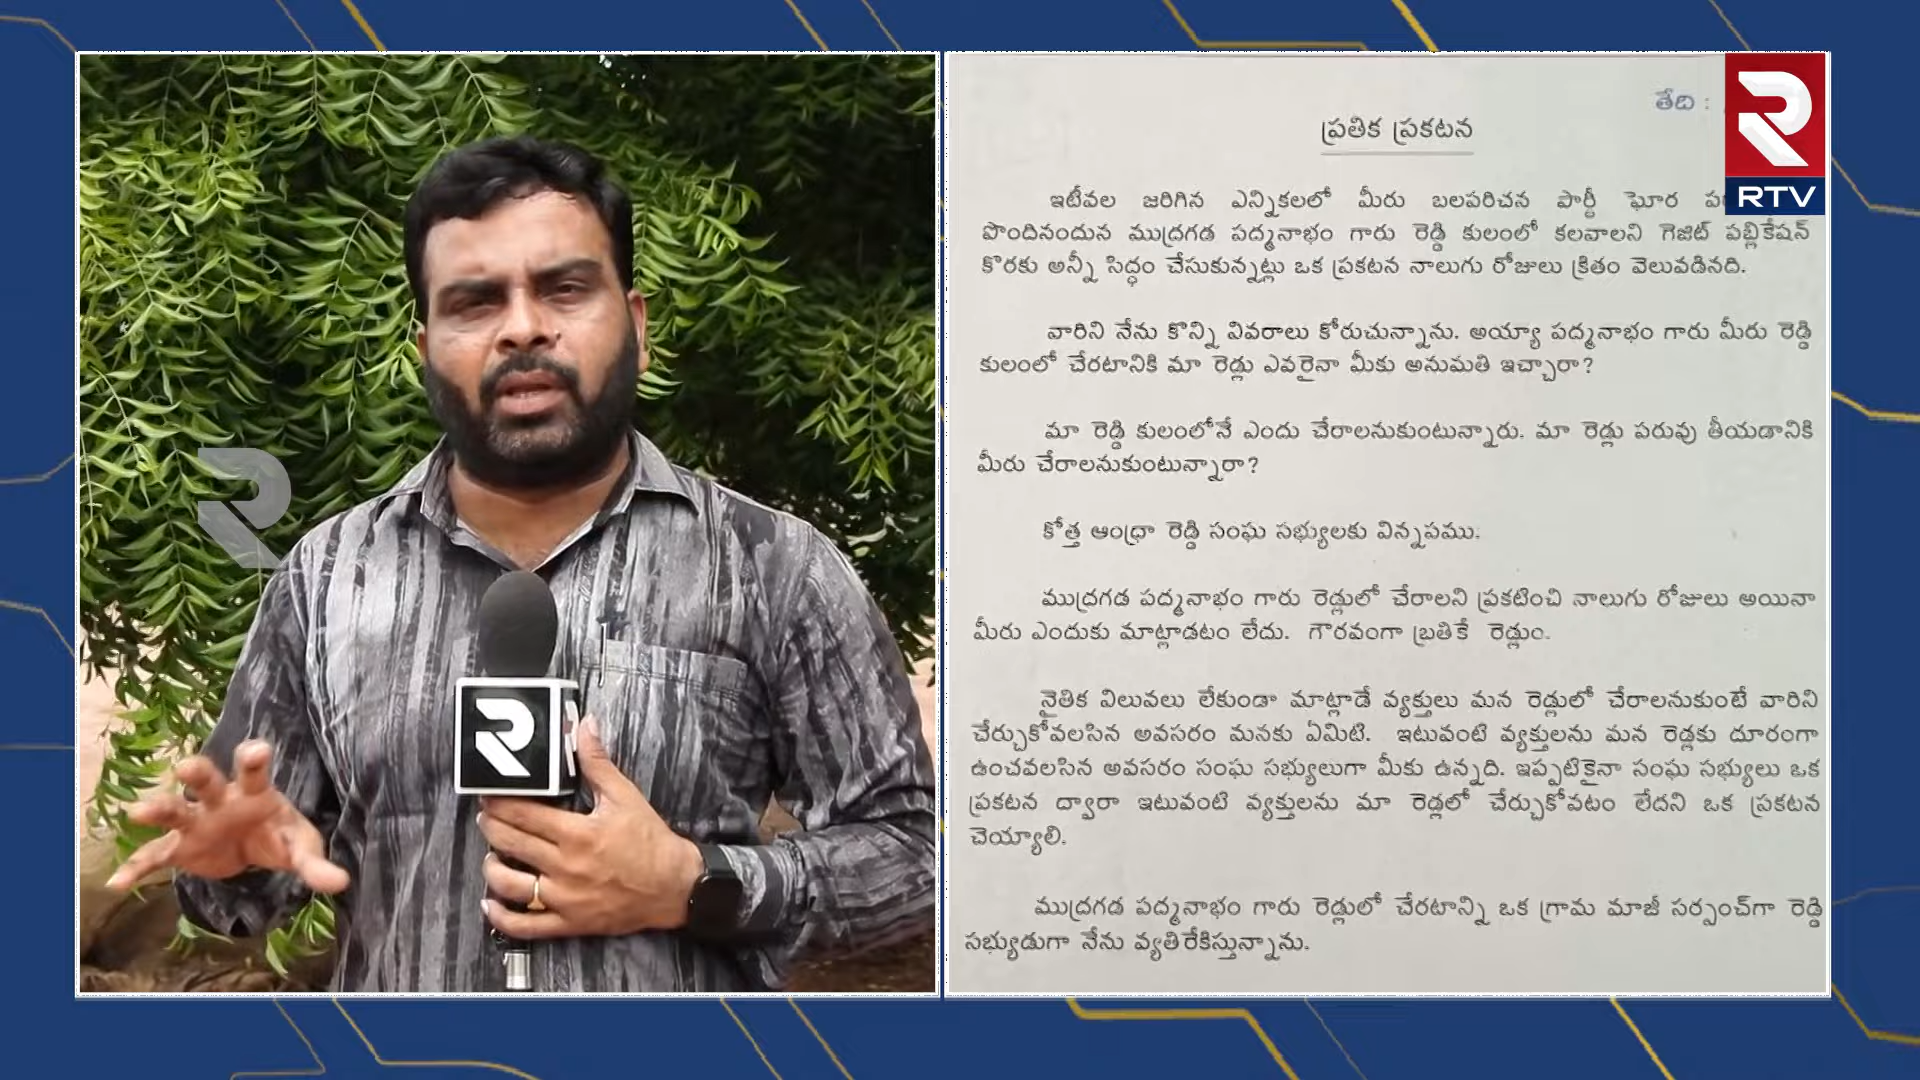 RTV
తేది :
ప్రతిక ప్రకటన
ఇటీవల జరిగిన ఎన్నికలలో మీరు బలపరిచన పార్టీ ఘోర
పొందినందున ముద్రగడ పద్మనాభం గారు రెడ్డి కులంలో కలవాలని గెజిట్ పబ్లికేషన్
కొరకు అన్నీ సిద్ధం చేసుకున్నట్లు ఒక ప్రకటన నాలుగు రోజులు క్రితం వెలువడినది.
వారిని నేను కొన్ని వివరాలు కోరుచున్నాను. అయ్యా పద్మనాభం గారు మీరు రెడ్డి
కులంలో చేరటానికి మా రెడ్లు ఎవరైనా మీకు అనుమతి ఇచ్చారా?
మా రెడ్డి కులంలోనే ఎందు చేరాలనుకుంటున్నారు. మా రెడ్లు పరువు తీయడానికి
మీరు చేరాలనుకుంటున్నారా?
కోత్త ఆంధ్రా రెడ్డి సంఘ సభ్యులకు విన్నపము.
ముద్రగడ పద్మనాభం గారు రెడ్లులో చేరాలని ప్రకటించి నాలుగు రోజులు అయినా
మీరు ఎందుకు మాట్లాడటం లేదు. గౌరవంగా బ్రతికే రెడ్లుం.
నైతిక విలువలు లేకుండా మాట్లాడే వ్యక్తులు మన రెడ్లులో చేరాలనుకుంటే వారిని
చేర్చుకోవలసిన అవసరం మనకు ఏమిటి. ఇటువంటి వ్యక్తులను మన రెడ్లకు దూరంగా
ఉంచవలసిన అవసరం సంఘ సభ్యులుగా మీకు ఉన్నది. ఇప్పటికైనా సంఘ సభ్యులు ఒక
ప్రకటన ద్వారా ఇటువంటి వ్యక్తులను మా రెడ్లలో చేర్చుకోవటం లేదని ఒక ప్రకటన
చెయ్యాలి.
ముద్రగడ పద్మనాభం గారు రెడ్లులో చేరటాన్ని ఒక గ్రామ మాజీ సర్పంచ్‌గా రెడ్డి
సభ్యుడుగా నేను వ్యతిరేకిస్తున్నాను.